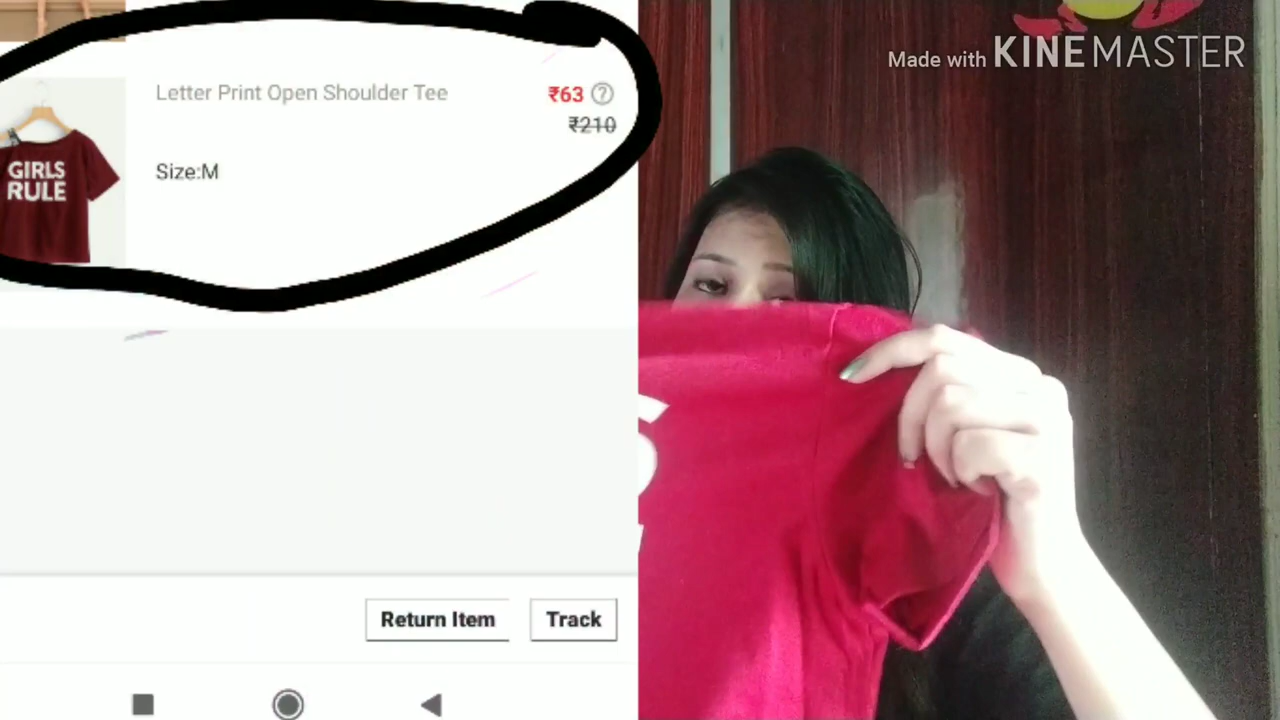 Letter Print Open Shoulder Tee
₹63
₹210
GIRLS
RULE
Size:M
Return Item
Track
Made with KINEMASTER